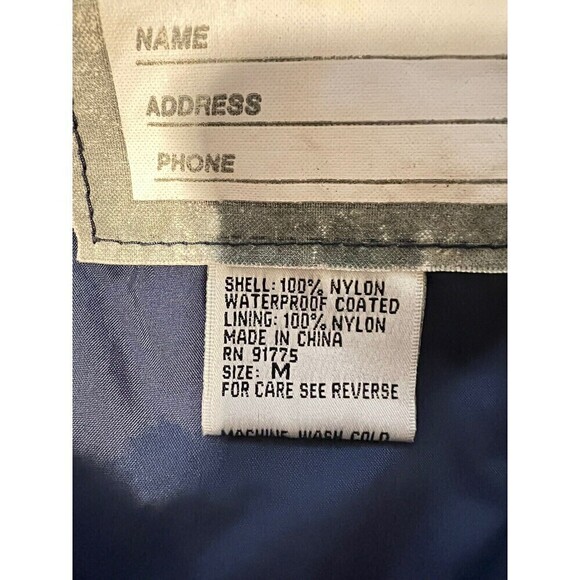 NAME
ADDRESS
PHONE
SHELL: 100% NYLON
WATERPROOF COATED
LINING: 100% NYLON
MADE IN CHINA
RN 91775
SIZE: M
FOR CARE SEE REVERSE
MACHINE WASH COLD